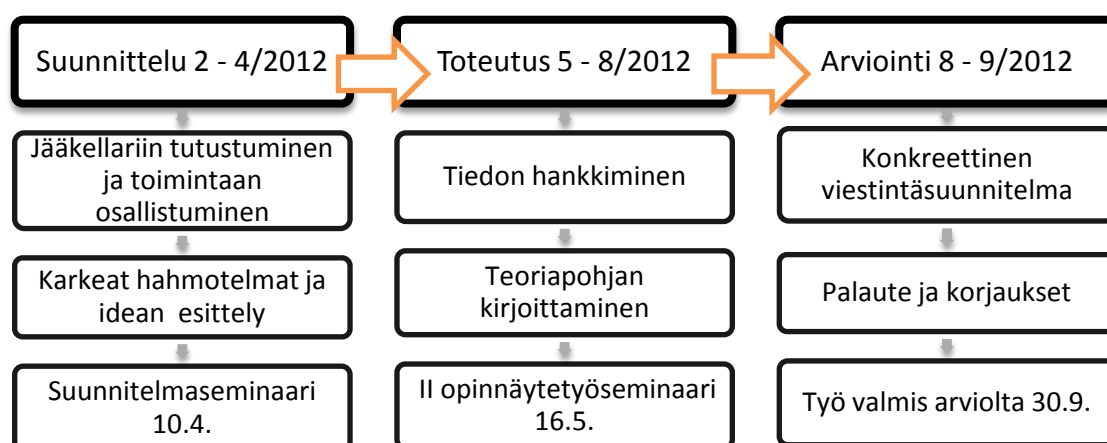 Suunnittelu 2 - 4/2012
Jääkellariin tutustuminen
ja toimintaan
osallistuminen
Karkeat hahmotelmat ja
idean esittely
Suunnitelmaseminaari
10.4.
Toteutus 5 - 8/2012
Tiedon hankkiminen
Teoriapohjan
kirjoittaminen
II opinnäytetyöseminaari
16.5.
Arviointi 8 - 9/2012
Konkreettinen
viestintäsuunnitelma
Palaute ja korjaukset
Työ valmis arviolta 30.9.